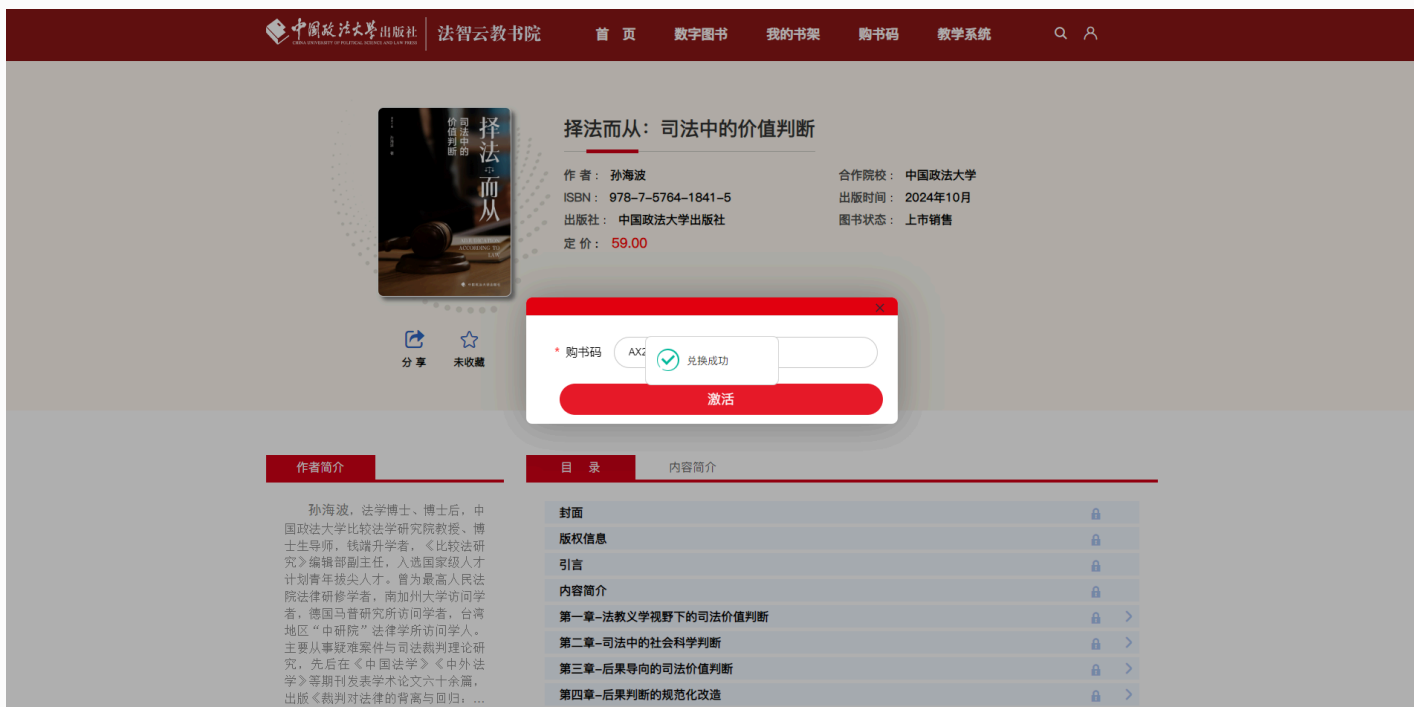 中国政法大学出版社
CHINA UNIVERSITY OF POLITICAL SCIENCE AND LAW PRESS
法智云教书院
首 页
数字图书
我的书架
购书码
教学系统
择法而从
司法中的
价值判断
ADJUDICATION
ACCORDING TO
LAW
择法而从：司法中的价值判断
作 者： 孙海波
合作院校： 中国政法大学
ISBN： 978-7-5764-1841-5
出版时间： 2024年10月
出版社： 中国政法大学出版社
图书状态： 上市销售
定 价： 59.00
分 享
未收藏
* 购书码
AX2
兑换成功
激活
作者简介
孙海波，法学博士、博士后，中
国政法大学比较法学研究院教授、博
士生导师，钱端升学者，《比较法研
究》编辑部副主任，入选国家级人才
计划青年拔尖人才。曾为最高人民法
院法律研修学者，南加州大学访问学
者，德国马普研究所访问学者，台湾
地区“中研院”法律学所访问学人。
主要从事疑难案件与司法裁判理论研
究，先后在《中国法学》《中外法
学》等期刊发表学术论文六十余篇，
出版《裁判对法律的背离与回归：...
目 录
内容简介
封面
版权信息
引言
内容简介
第一章-法教义学视野下的司法价值判断
第二章-司法中的社会科学判断
第三章-后果导向的司法价值判断
第四章-后果判断的规范化改造